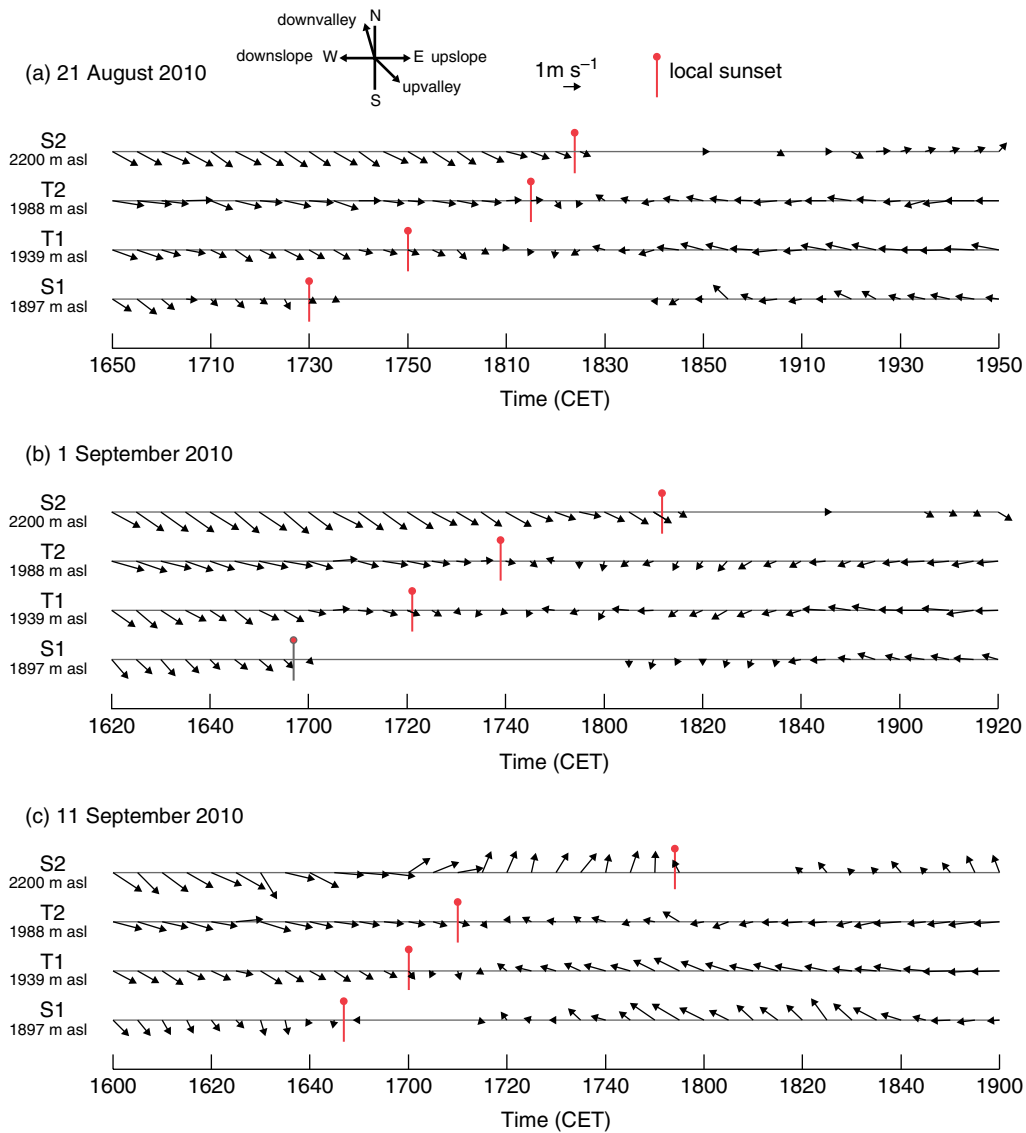 N
downvalley
downslope W E upslope
upvalley
S
1m s⁻¹
local sunset
(a) 21 August 2010
S2
2200 m asl
T2
1988 m asl
T1
1939 m asl
S1
1897 m asl
1650 1710 1730 1750 1815 1830 1850 1910 1930 1950
Time (CET)
(b) 1 September 2010
S2
2200 m asl
T2
1988 m asl
T1
1939 m asl
S1
1897 m asl
1620 1640 1700 1720 1745 1800 1820 1840 1900 1920
Time (CET)
(c) 11 September 2010
S2
2200 m asl
T2
1988 m asl
T1
1939 m asl
S1
1897 m asl
1600 1620 1640 1700 1720 1740 1800 1820 1840 1900
Time (CET)